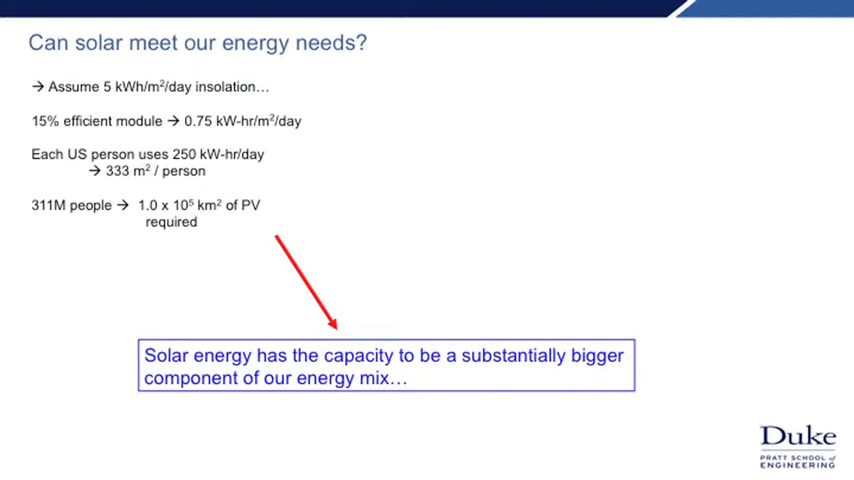 Can solar meet our energy needs?
→ Assume 5 kWh/m²/day insolation…
15% efficient module → 0.75 kW-hr/m²/day
Each US person uses 250 kW-hr/day
→ 333 m² / person
311M people → 1.0 x 10⁵ km² of PV
required
Solar energy has the capacity to be a substantially bigger
component of our energy mix…
Duke
PRATT SCHOOL of
ENGINEERING